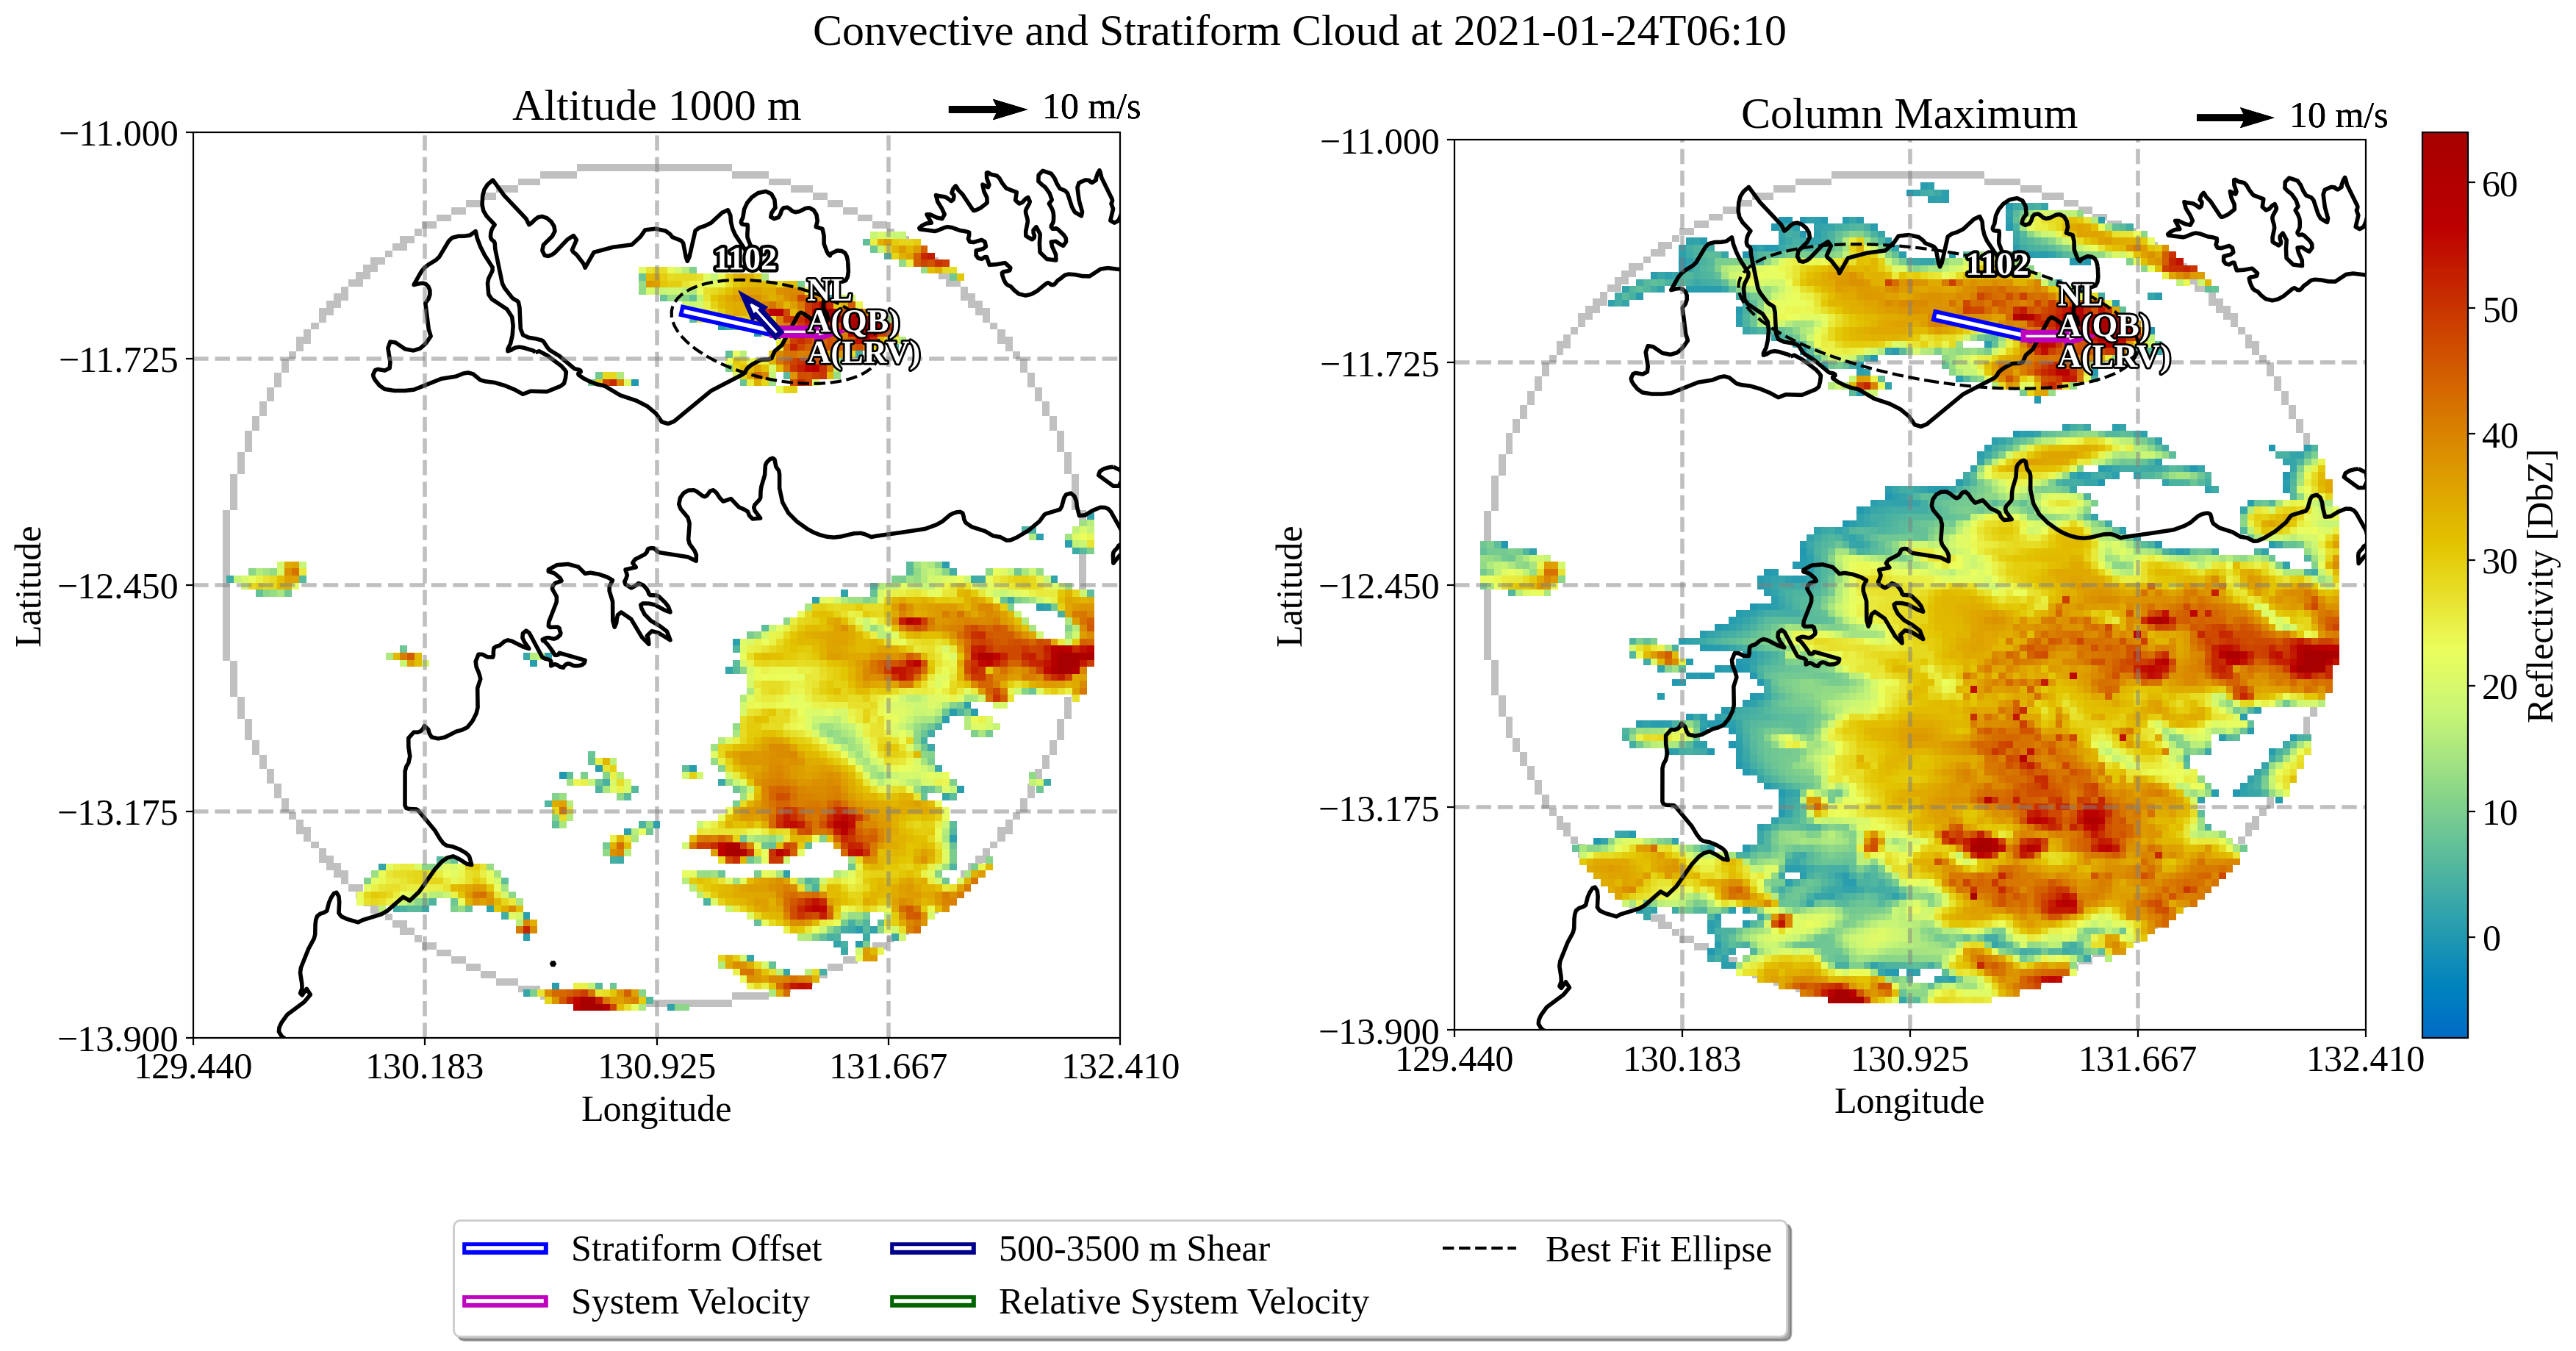 Convective and Stratiform Cloud at 2021-01-24T06:10
Altitude 1000 m
10 m/s
−11.000
−11.725
−12.450
−13.175
−13.900
129.440
130.183
130.925
131.667
132.410
Latitude
Longitude
1102
NL
A(QB)
A(LRV)
Column Maximum
10 m/s
−11.000
−11.725
−12.450
−13.175
−13.900
129.440
130.183
130.925
131.667
132.410
Latitude
Longitude
1102
NL
A(QB)
A(LRV)
60
50
40
30
20
10
0
Reflectivity [DbZ]
Stratiform Offset
System Velocity
500-3500 m Shear
Relative System Velocity
Best Fit Ellipse